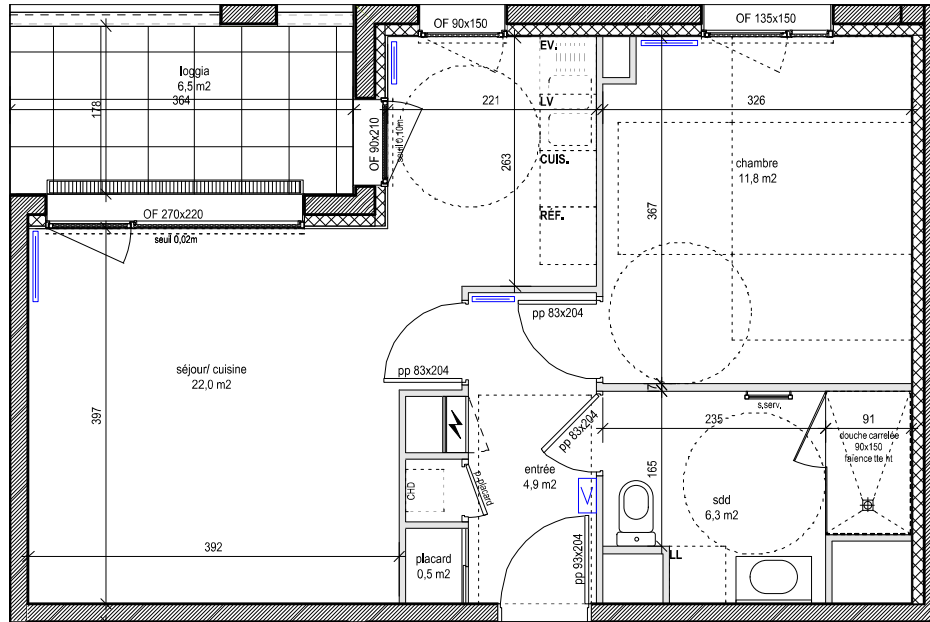 OF 90x150
OF 135x150
EV.
loggia
6,5 m2
364
178
221
LV
326
OF 90x210
seuil 0,10m
263
CUIS.
chambre
11,8 m2
REF.
367
OF 270x220
seuil 0,02m
pp 83x204
séjour/ cuisine
22,0 m2
pp 83x204
7
s,serv,
397
pp 83x204
235
91
douche carrelée
90x150
faience tte ht
entrée
4,9 m2
165
CHD
p-placard
sdd
6,3 m2
392
placard
0,5 m2
pp 93x204
LL